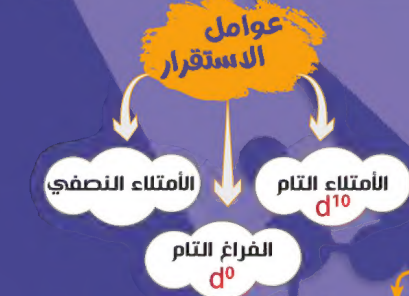 عوامل
الاستقرار
الأمتلاء التام
d¹⁰
الأمتلاء النصفي
الفراغ التام
d⁰